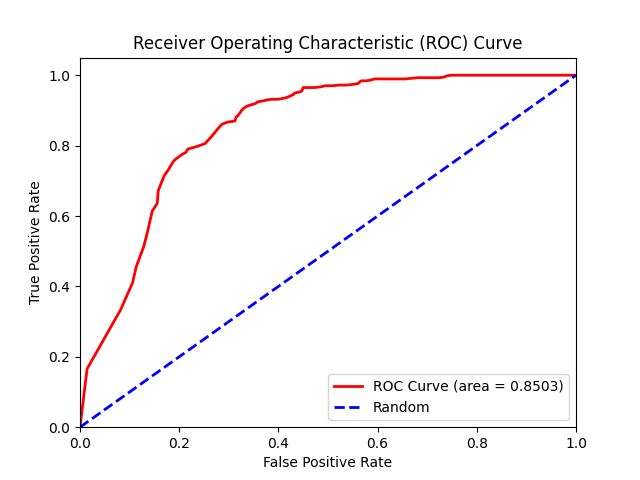 Receiver Operating Characteristic (ROC) Curve
1.0
0.8
0.6
0.4
0.2
0.0
True Positive Rate
0.0 0.2 0.4 0.6 0.8 1.0
False Positive Rate
ROC Curve (area = 0.8503)
Random